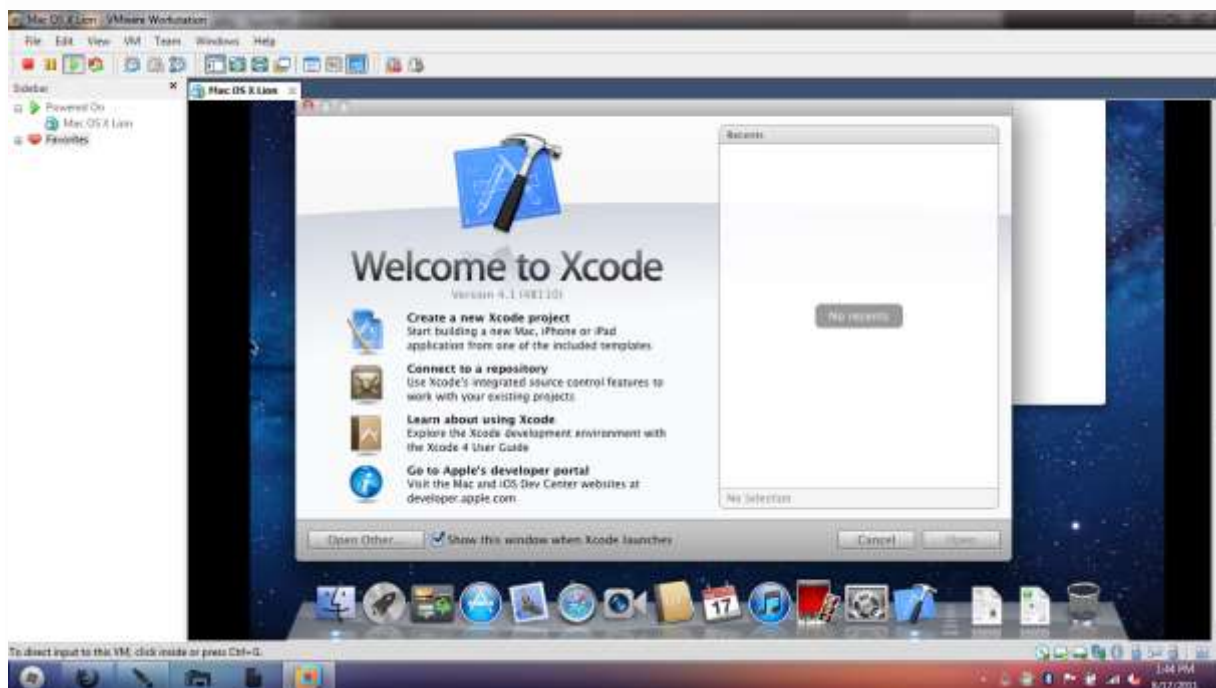 Mac OS X Lion - VMware Workstation
File Edit View VM Team Windows Help
Sidebar
Mac OS X Lion
Powered On
Mac OS X Lion
Favorites
Recents
Welcome to Xcode
Version 4.1 (4B110)
No recents
Create a new Xcode project
Start building a new Mac, iPhone or iPad
application from one of the included templates
Connect to a repository
Use Xcode's integrated source control features to
work with your existing projects
Learn about using Xcode
Explore the Xcode development environment with
the Xcode 4 User Guide
Go to Apple's developer portal
Visit the Mac and iOS Dev Center websites at
developer.apple.com
No Selection
Open Other...
Show this window when Xcode launches
Cancel
Open
17
To direct input to this VM, click inside or press Ctrl+G.
1:44 PM
8/17/2011